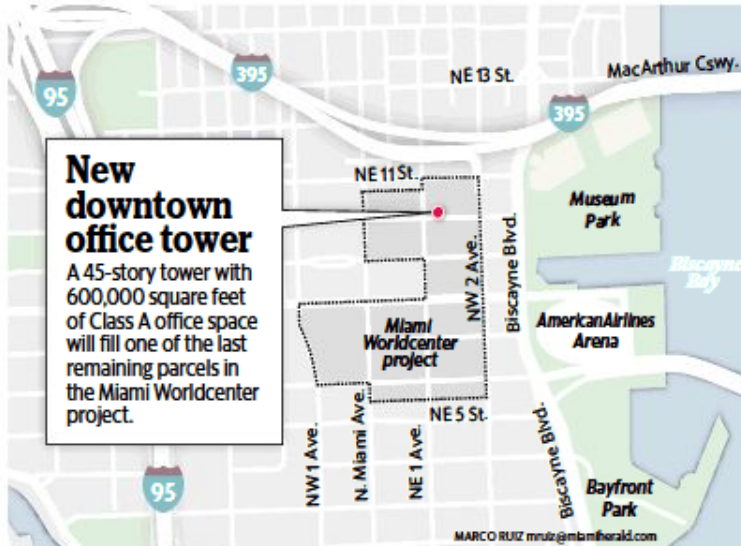 95
395
NE 13 St.
MacArthur Cswy.
395
New
downtown
office tower
A 45-story tower with
600,000 square feet
of Class A office space
will fill one of the last
remaining parcels in
the Miami Worldcenter
project.
NE 11 St.
Museum
Park
Biscayne
Bay
NW 2 Ave.
Biscayne Blvd.
AmericanAirlines
Arena
Miami
Worldcenter
project
NE 5 St.
NW 1 Ave.
N. Miami Ave.
NE 1 Ave.
Biscayne Blvd.
95
Bayfront
Park
MARCO RUIZ mruiz@miamiherald.com